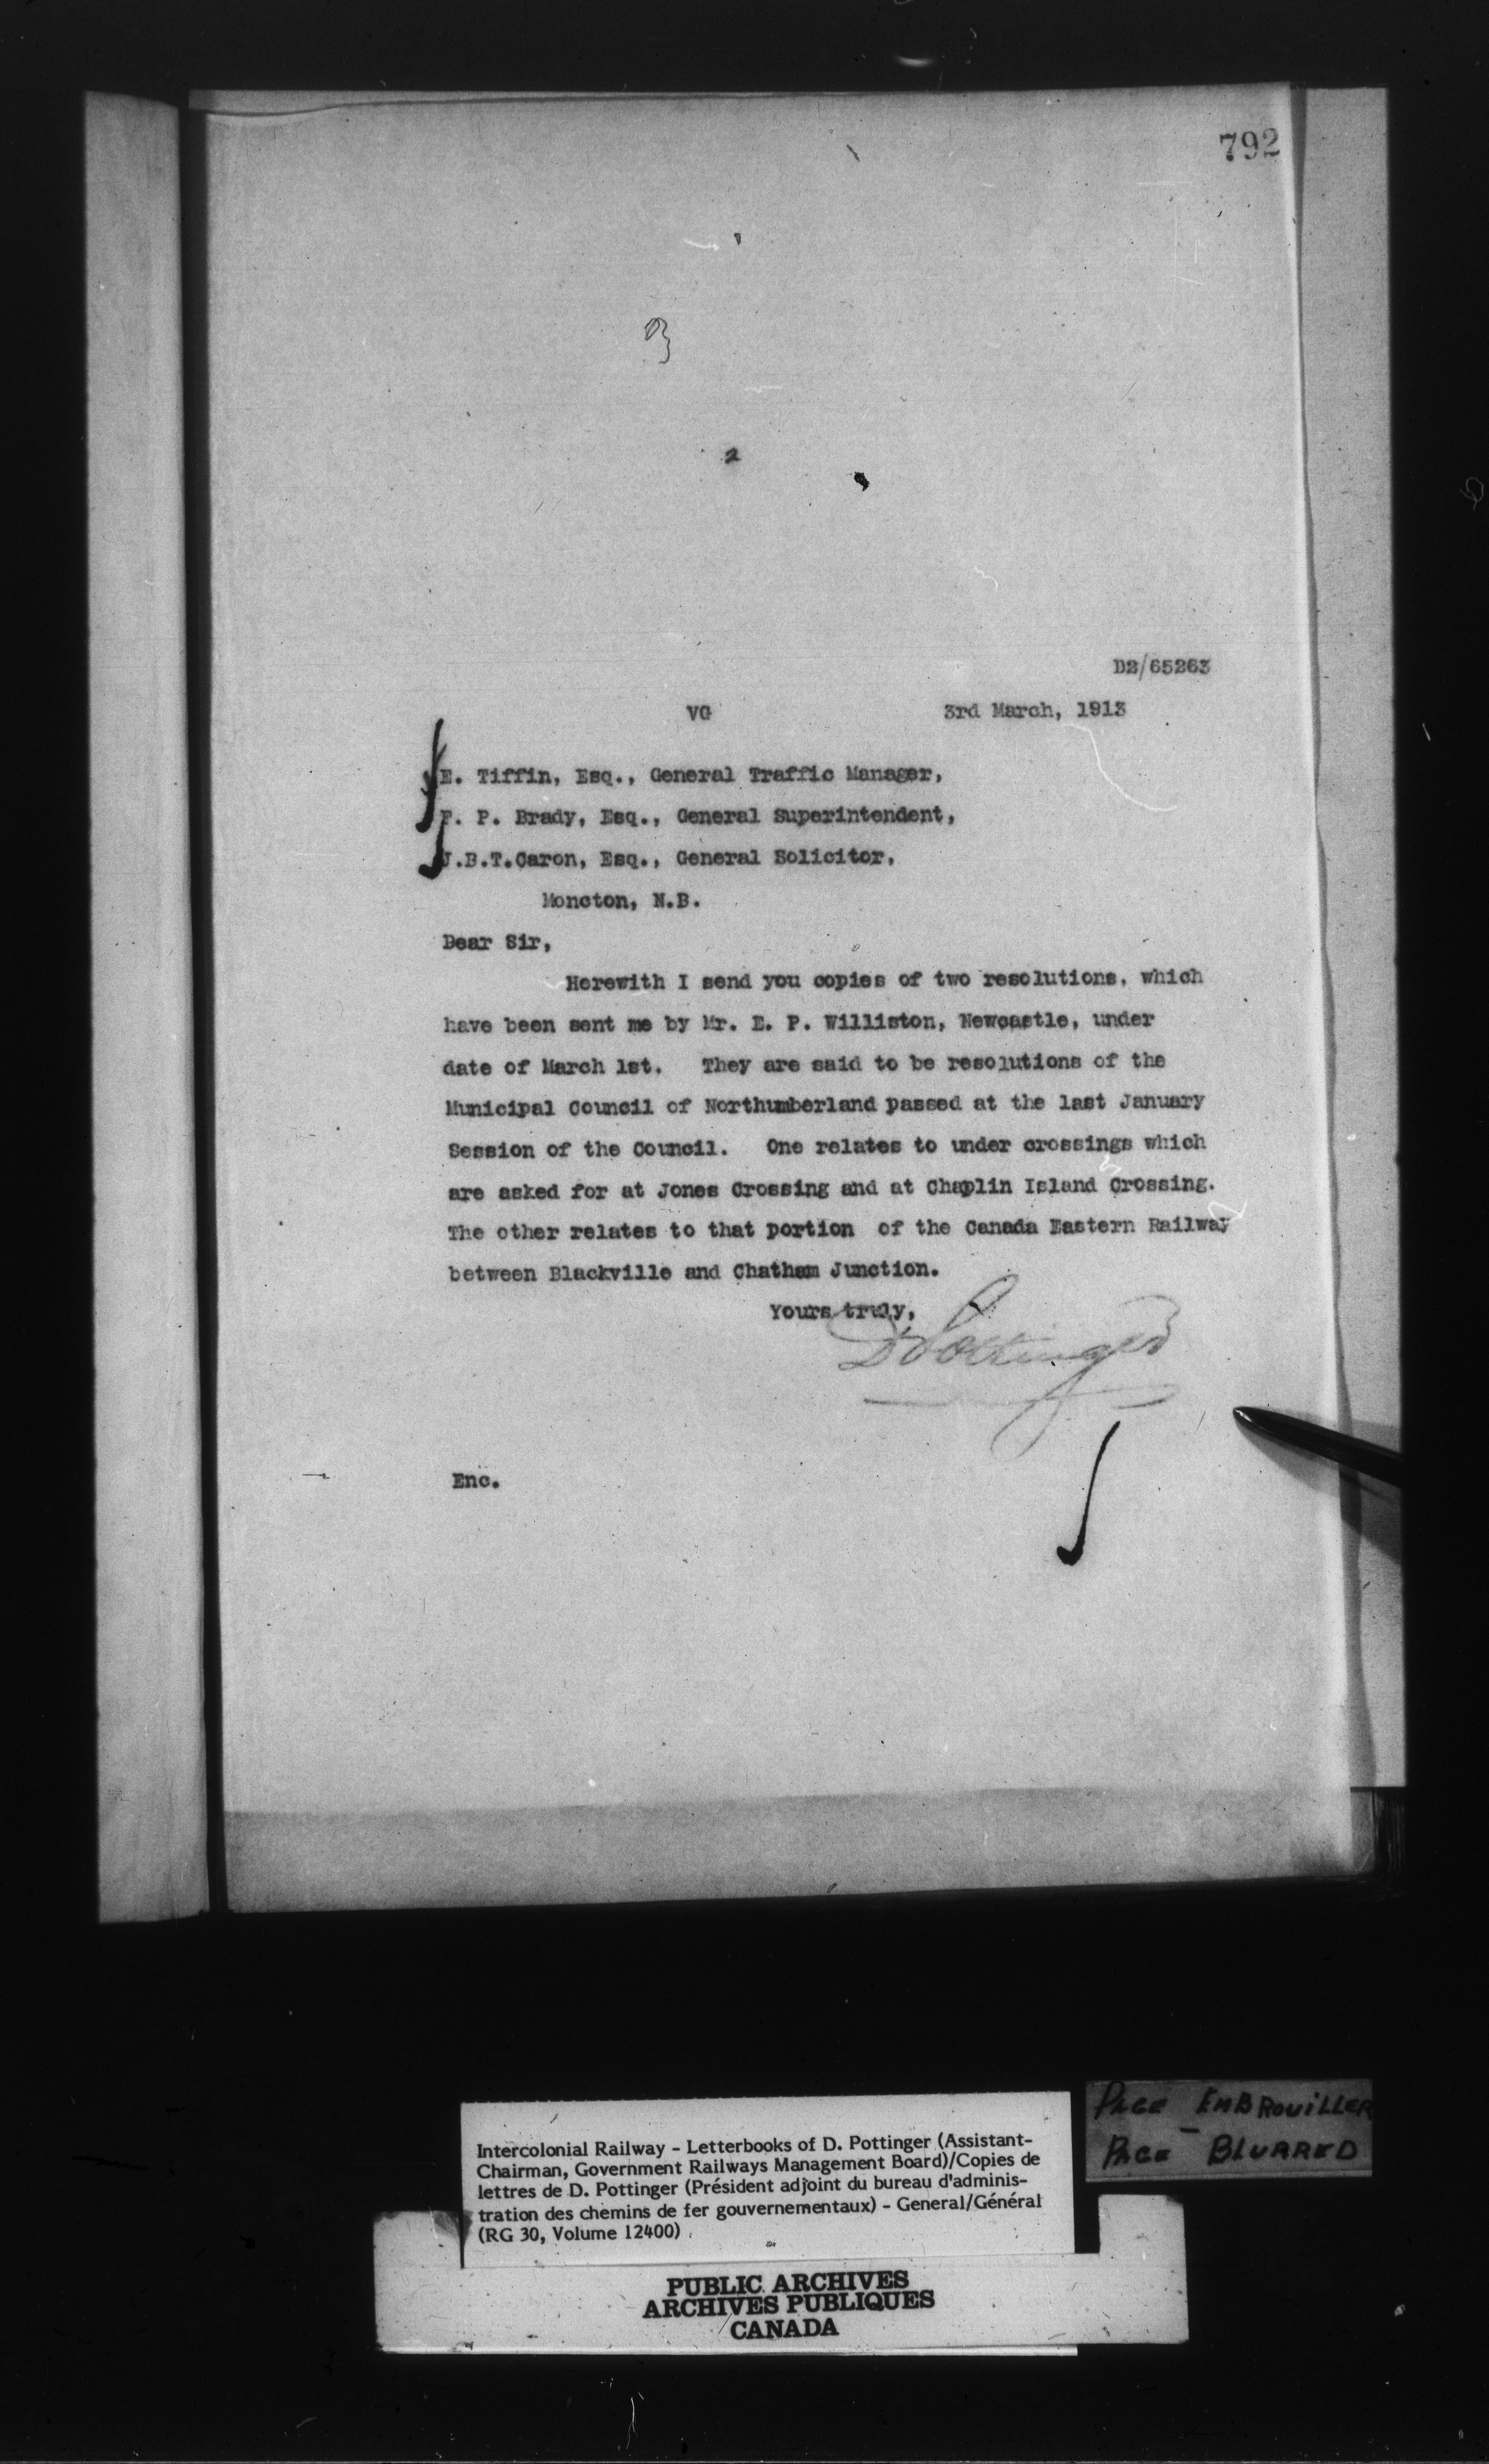 792
D2/65263
VG 3rd March, 1913
E. Tiffin, Esq., General Traffic Manager,
F. P. Brady, Esq., General Superintendent,
J.B.T.Caron, Esq., General Solicitor,
Moncton, N.B.
Dear Sir,
Herewith I send you copies of two resolutions, which
have been sent me by Mr. E. P. Williston, Newcastle, under
date of March 1st. They are said to be resolutions of the
Municipal Council of Northumberland passed at the last January
Session of the Council. One relates to under crossings which
are asked for at Jones Crossing and at Chaplin Island Crossing.
The other relates to that portion of the Canada Eastern Railway
between Blackville and Chatham Junction.
Yours truly,
D Pottinger
Enc.
PAGE EMBROUILLER
PAGE BLURRED
Intercolonial Railway - Letterbooks of D. Pottinger (Assistant-
Chairman, Government Railways Management Board)/Copies de
lettres de D. Pottinger (Président adjoint du bureau d'adminis-
tration des chemins de fer gouvernementaux) - General/Général
(RG 30, Volume 12400)
PUBLIC ARCHIVES
ARCHIVES PUBLIQUES
CANADA